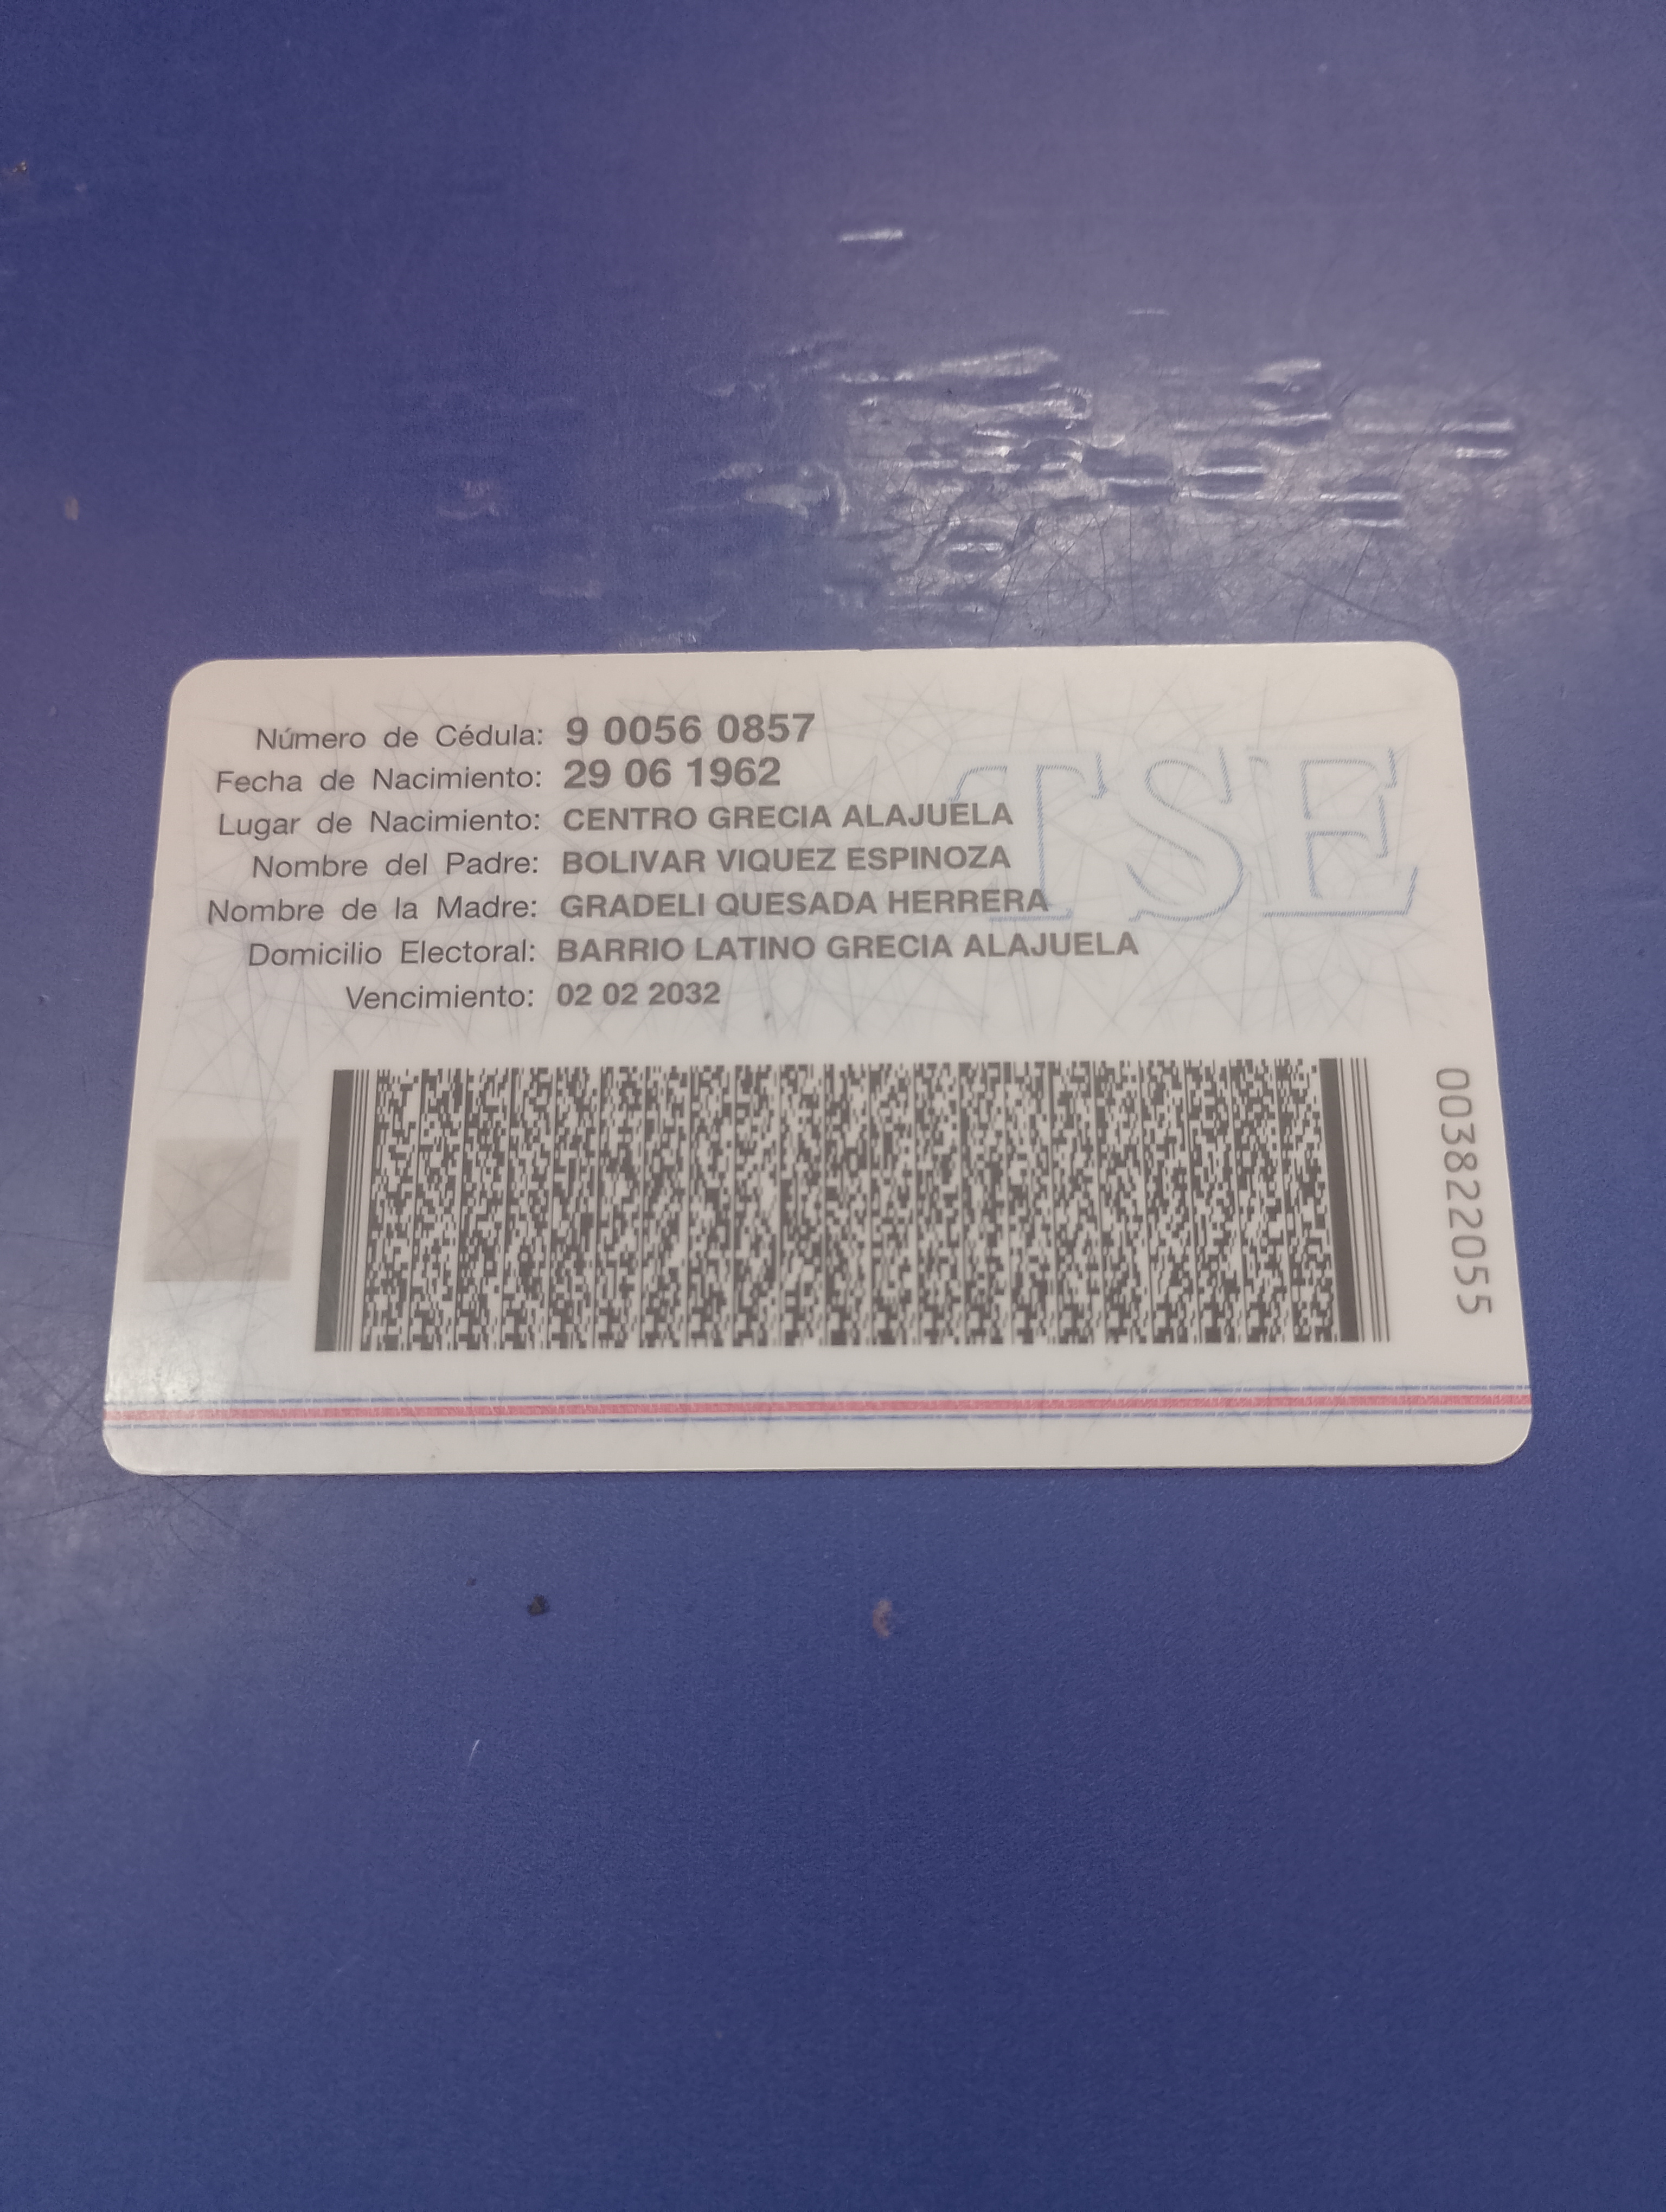 Número de Cédula: 9 0056 0857
Fecha de Nacimiento: 29 06 1962
Lugar de Nacimiento: CENTRO GRECIA ALAJUELA
Nombre del Padre: BOLIVAR VIQUEZ ESPINOZA
Nombre de la Madre: GRADELI QUESADA HERRERA
Domicilio Electoral: BARRIO LATINO GRECIA ALAJUELA
Vencimiento: 02 02 2032
TSE
003822055